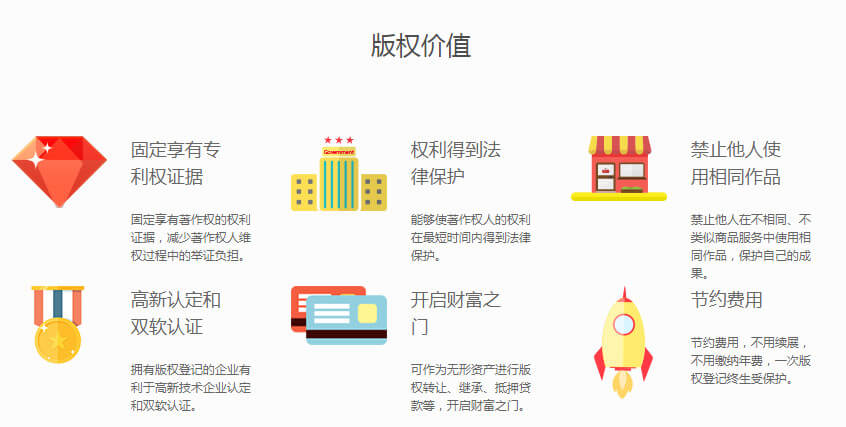 版权价值
固定享有专
利权证据
固定享有著作权的权利
证据，减少著作权人维
权过程中的举证负担。
Government
权利得到法
律保护
能够使著作权人的权利
在最短时间内得到法律
保护。
禁止他人使
用相同作品
禁止他人在不相同、不
类似商品服务中使用相
同作品，保护自己的成
果。
高新认定和
双软认证
拥有版权登记的企业有
利于高新技术企业认定
和双软认证。
开启财富之
门
可作为无形资产进行版
权转让、继承、抵押贷
款等，开启财富之门。
节约费用
节约费用，不用续展，
不用缴纳年费，一次版
权登记终生受保护。